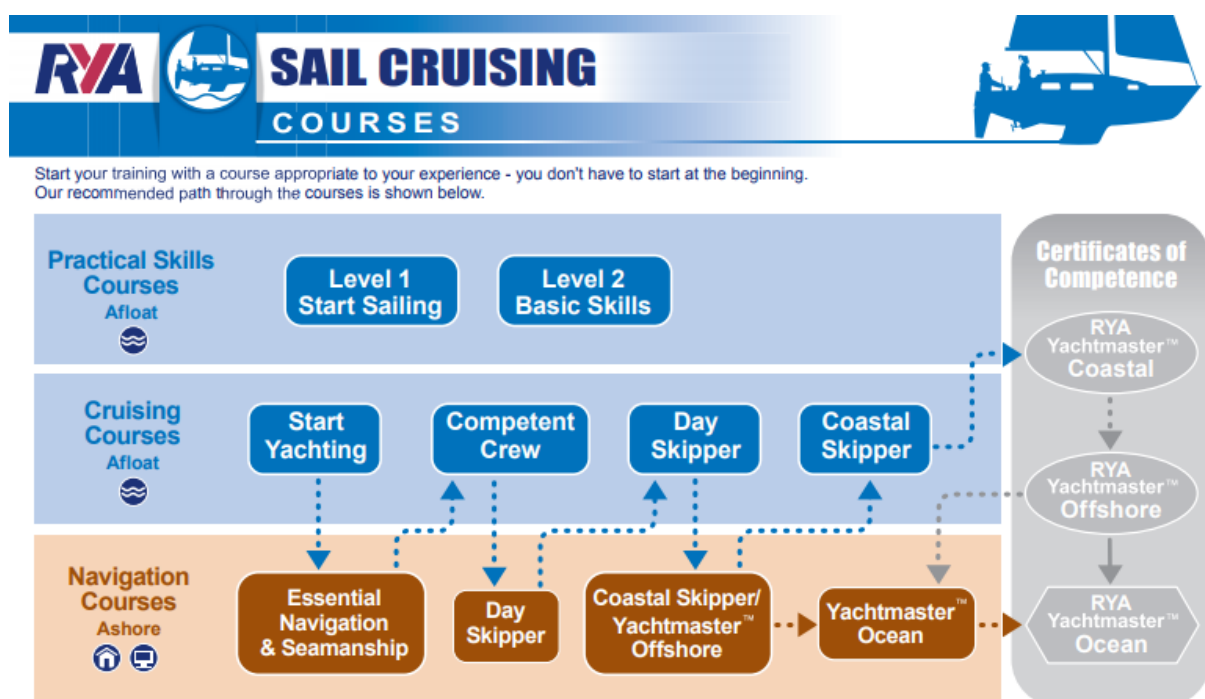 RYA
SAIL CRUISING
COURSES
Start your training with a course appropriate to your experience - you don't have to start at the beginning.
Our recommended path through the courses is shown below.
Practical Skills
Courses
Afloat
Level 1
Start Sailing
Level 2
Basic Skills
Certificates of
Competence
RYA
Yachtmaster™
Coastal
Cruising
Courses
Afloat
Start
Yachting
Competent
Crew
Day
Skipper
Coastal
Skipper
RYA
Yachtmaster™
Offshore
Navigation
Courses
Ashore
Essential
Navigation
& Seamanship
Day
Skipper
Coastal Skipper/
Yachtmaster™
Offshore
Yachtmaster™
Ocean
RYA
Yachtmaster™
Ocean